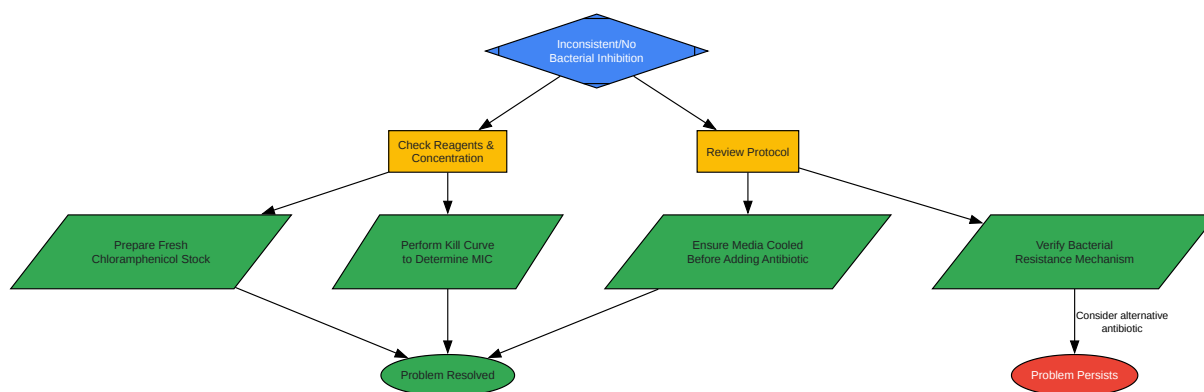 Inconsistent/No
Bacterial Inhibition
Check Reagents &
Concentration
Review Protocol
Prepare Fresh
Chloramphenicol Stock
Perform Kill Curve
to Determine MIC
Ensure Media Cooled
Before Adding Antibiotic
Verify Bacterial
Resistance Mechanism
Consider alternative
antibiotic
Problem Resolved
Problem Persists